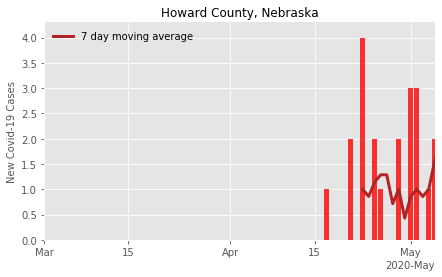 Howard County, Nebraska
7 day moving average
New Covid-19 Cases
4.0
3.5
3.0
2.5
2.0
1.5
1.0
0.5
0.0
Mar
15
Apr
15
May
2020-May